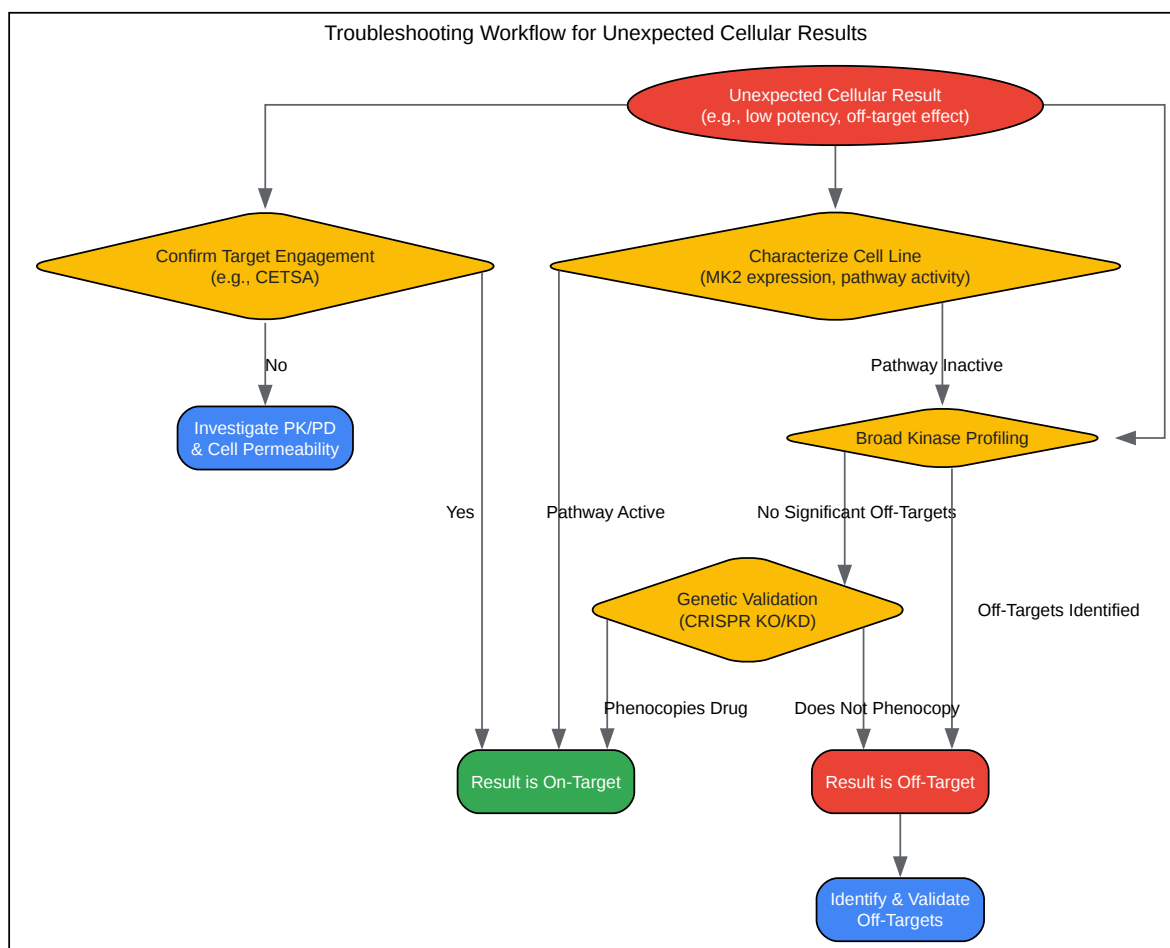 Troubleshooting Workflow for Unexpected Cellular Results
Unexpected Cellular Result
(e.g., low potency, off-target effect)
Confirm Target Engagement
(e.g., CETSA)
Characterize Cell Line
(MK2 expression, pathway activity)
No
Pathway Inactive
Investigate PK/PD
& Cell Permeability
Broad Kinase Profiling
Yes
Pathway Active
No Significant Off-Targets
Genetic Validation
(CRISPR KO/KD)
Off-Targets Identified
Phenocopies Drug
Does Not Phenocopy
Result is On-Target
Result is Off-Target
Identify & Validate
Off-Targets